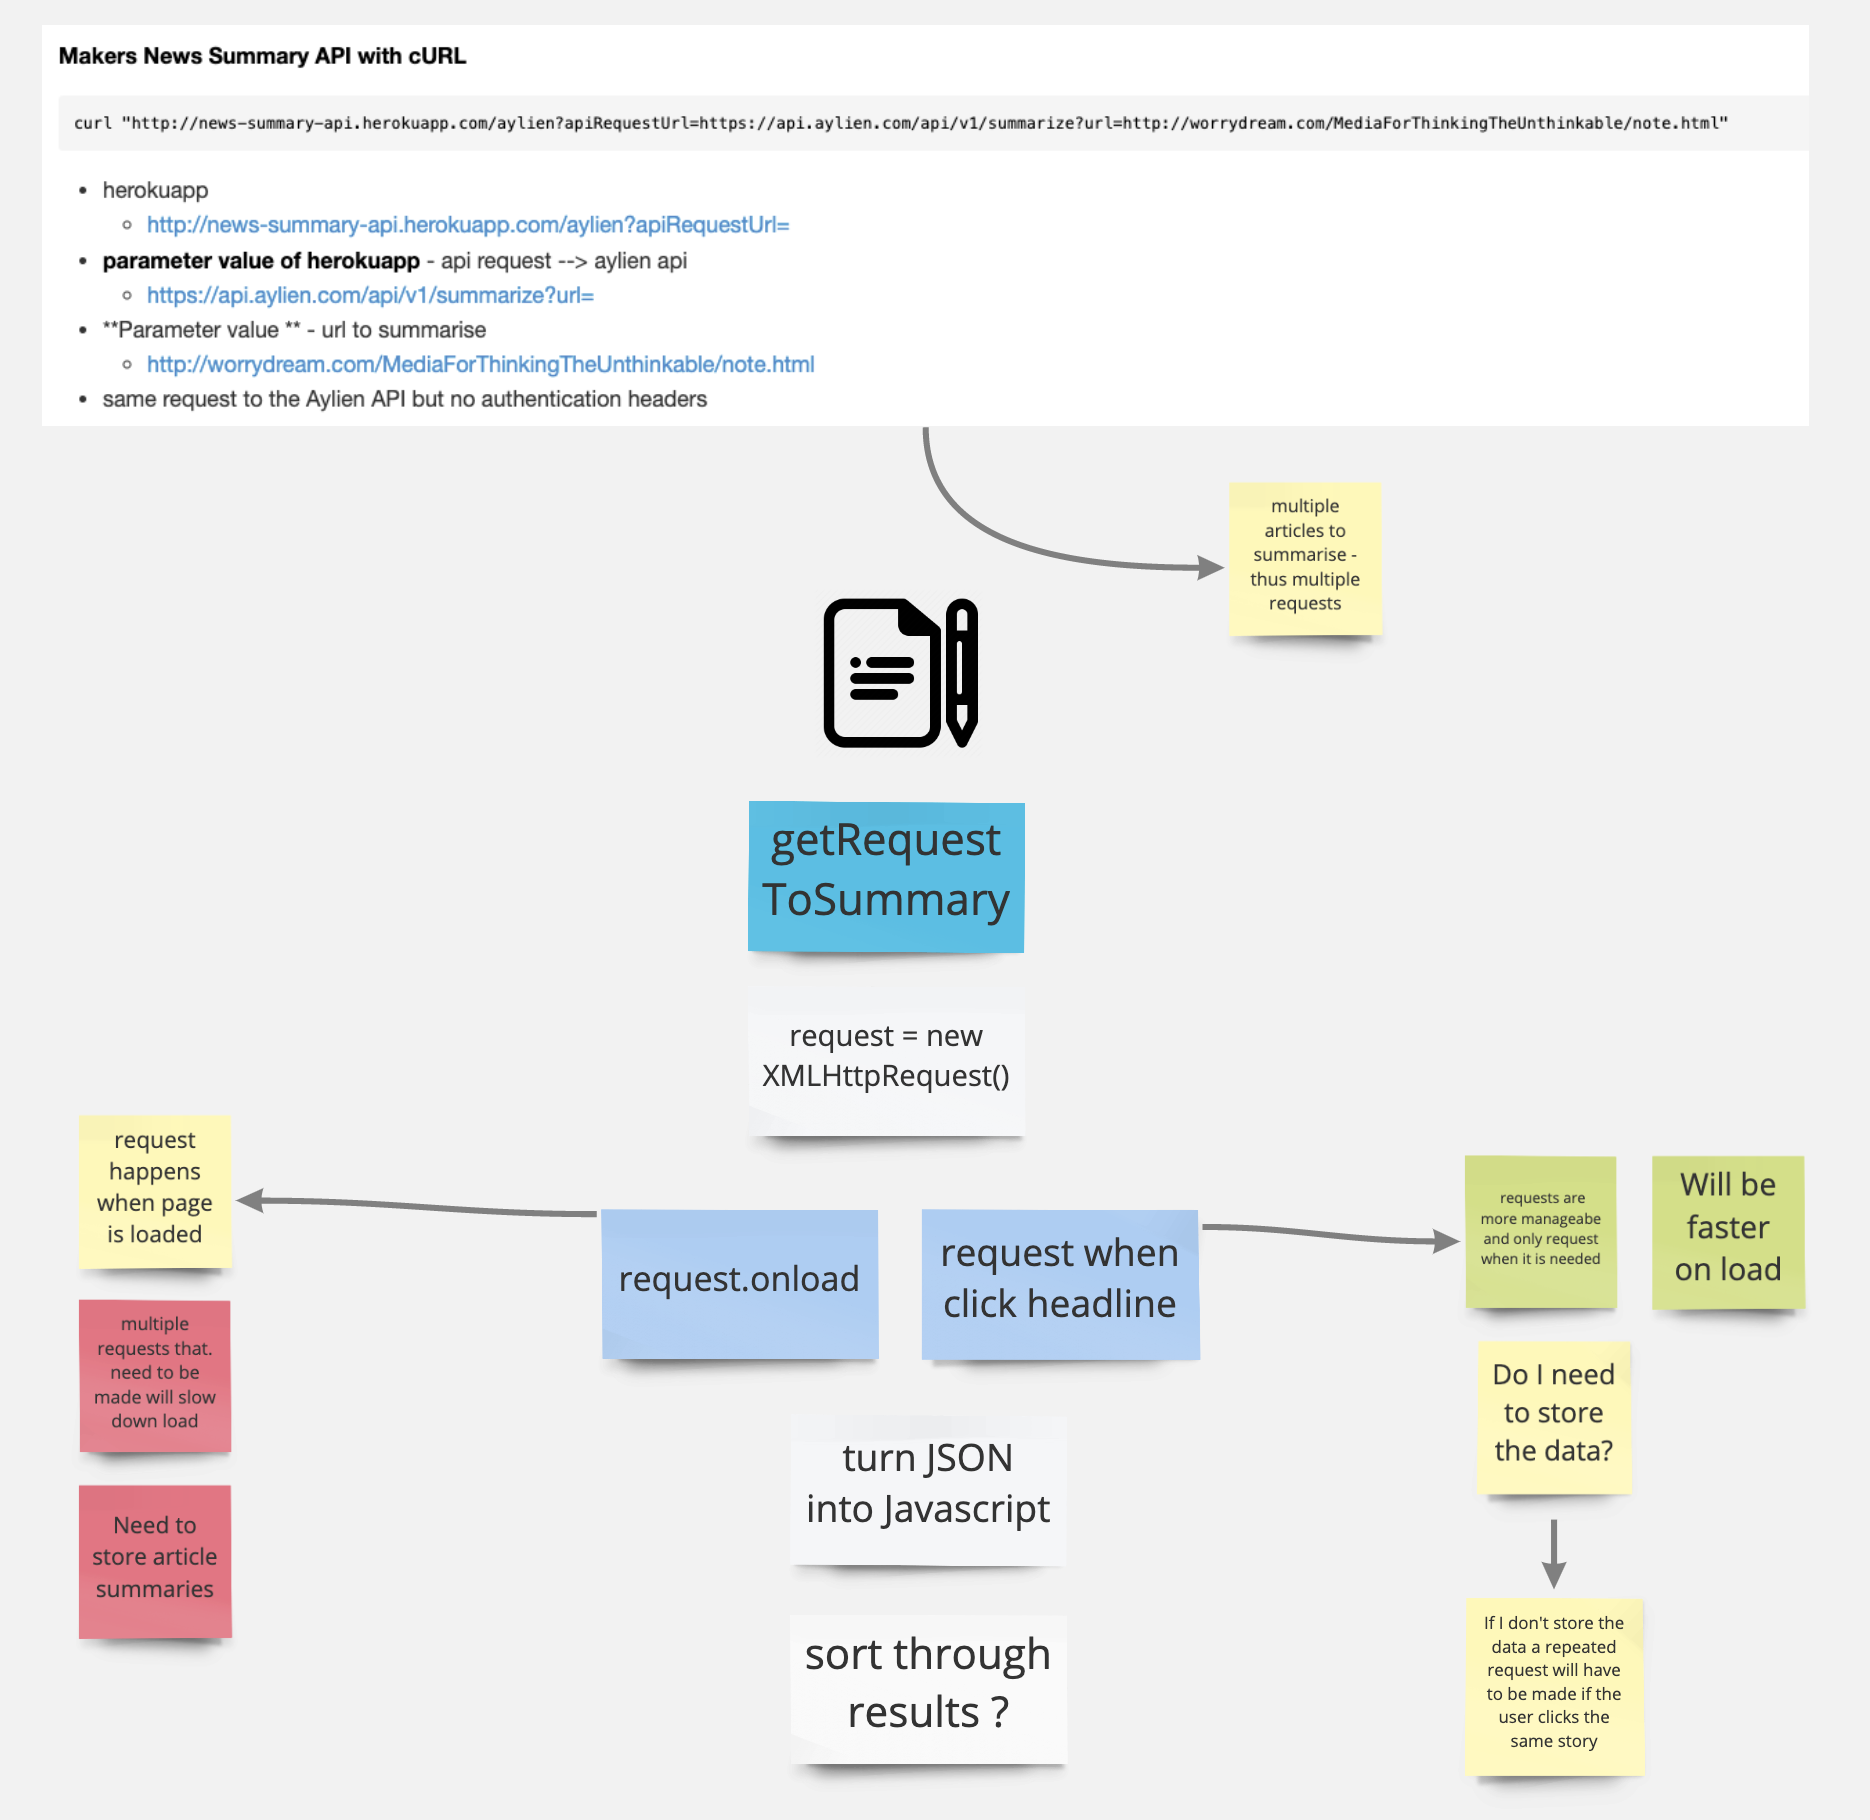 Makers News Summary API with cURL
curl "http://news-summary-api.herokuapp.com/aylien?apiRequestUrl=https://api.aylien.com/api/v1/summarize?url=http://worrydream.com/MediaForThinkingTheUnthinkable/note.html"
• herokuapp
◦ http://news-summary-api.herokuapp.com/aylien?apiRequestUrl=
• parameter value of herokuapp - api request --> aylien api
◦ https://api.aylien.com/api/v1/summarize?url=
• **Parameter value ** - url to summarise
◦ http://worrydream.com/MediaForThinkingTheUnthinkable/note.html
• same request to the Aylien API but no authentication headers
multiple
articles to
summarise -
thus multiple
requests
getRequest
ToSummary
request = new
XMLHttpRequest()
request
happens
when page
is loaded
multiple
requests that.
need to be
made will slow
down load
Need to
store article
summaries
request.onload
request when
click headline
turn JSON
into Javascript
sort through
results ?
requests are
more manageabe
and only request
when it is needed
Will be
faster
on load
Do I need
to store
the data?
If I don't store the
data a repeated
request will have
to be made if the
user clicks the
same story